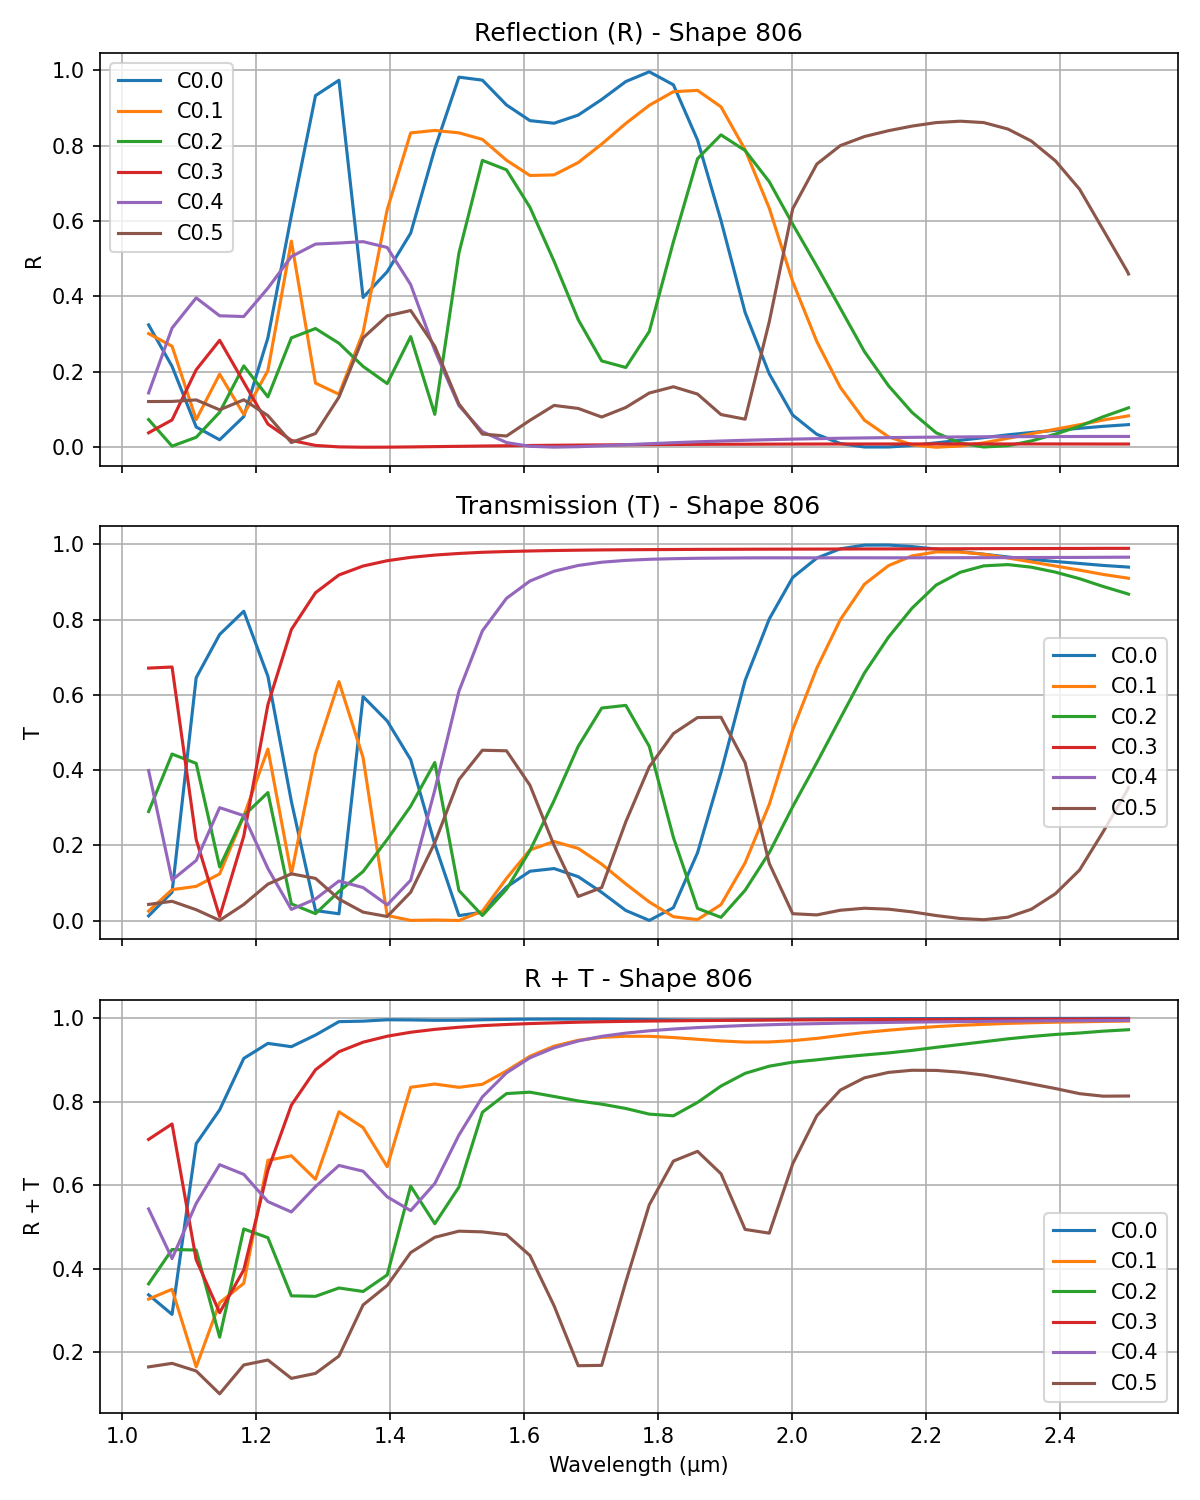 Reflection (R) - Shape 806
1.0
0.8
0.6
0.4
0.2
0.0
R
C0.0
C0.1
C0.2
C0.3
C0.4
C0.5
Transmission (T) - Shape 806
1.0
0.8
0.6
0.4
0.2
0.0
T
C0.0
C0.1
C0.2
C0.3
C0.4
C0.5
R + T - Shape 806
1.0
0.8
0.6
0.4
0.2
R + T
C0.0
C0.1
C0.2
C0.3
C0.4
C0.5
1.0 1.2 1.4 1.6 1.8 2.0 2.2 2.4
Wavelength (μm)